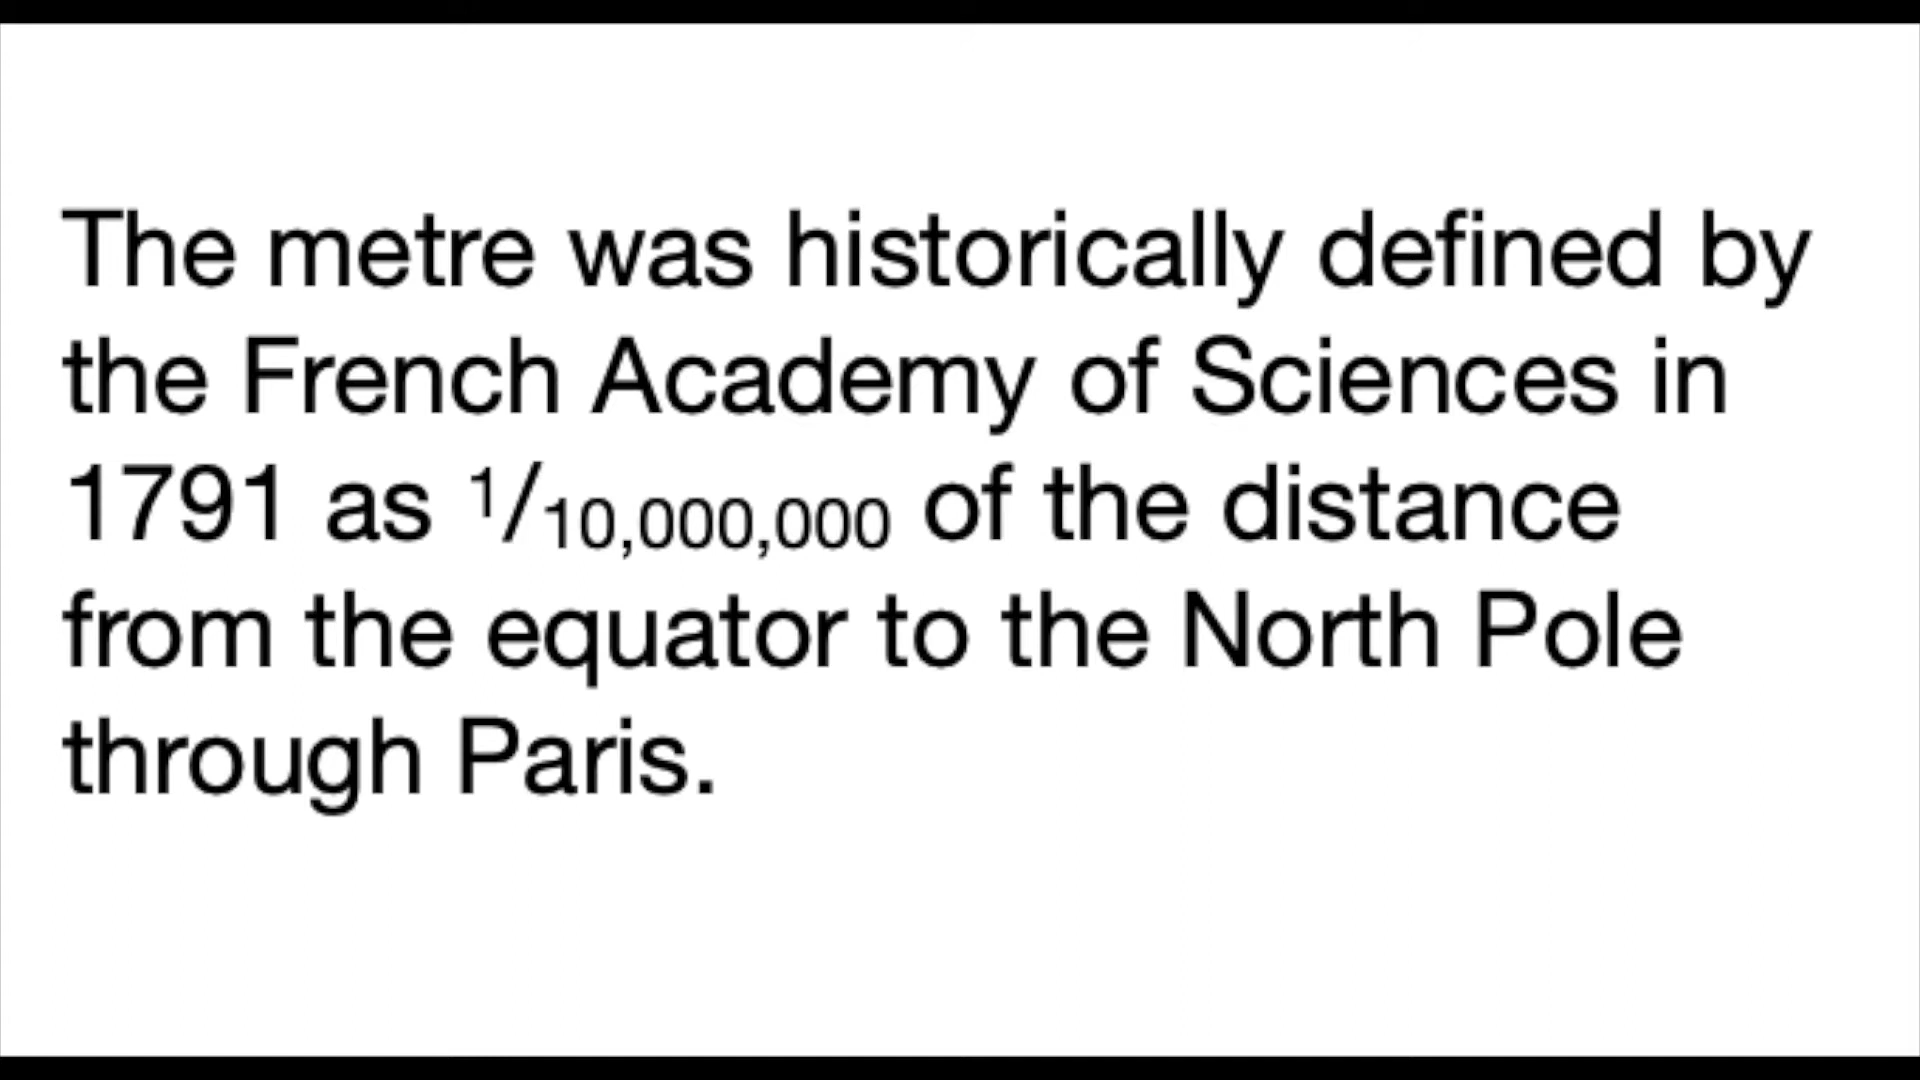 The metre was historically defined by
the French Academy of Sciences in
1791 as 1/10,000,000 of the distance
from the equator to the North Pole
through Paris.